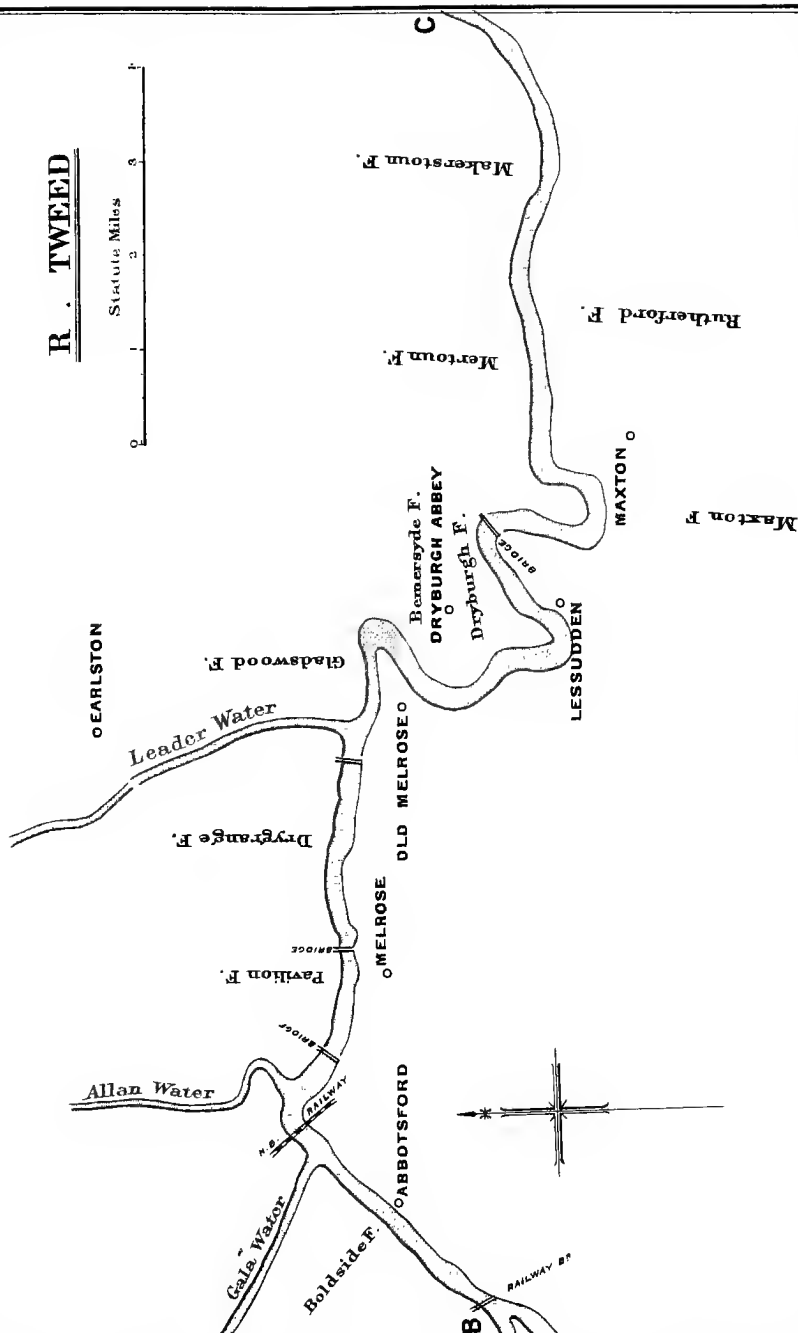 R. TWEED
Statute Miles
0 1 2 3 4
C
Makerstoun F.
Rutherford F.
Mertoun F.
MAXTON
Maxton F
Bemersyde F.
DRYBURGH ABBEY
Dryburgh F.
BRIDGE
LESSUDDEN
EARLSTON
Gladswood F.
Leader Water
OLD MELROSE
Drygrange F.
MELROSE
BRIDGE
Pavilion F.
BRIDGE
Allan Water
N.B. RAILWAY
ABBOTSFORD
Gala Water
Boldside F.
RAILWAY BR
B